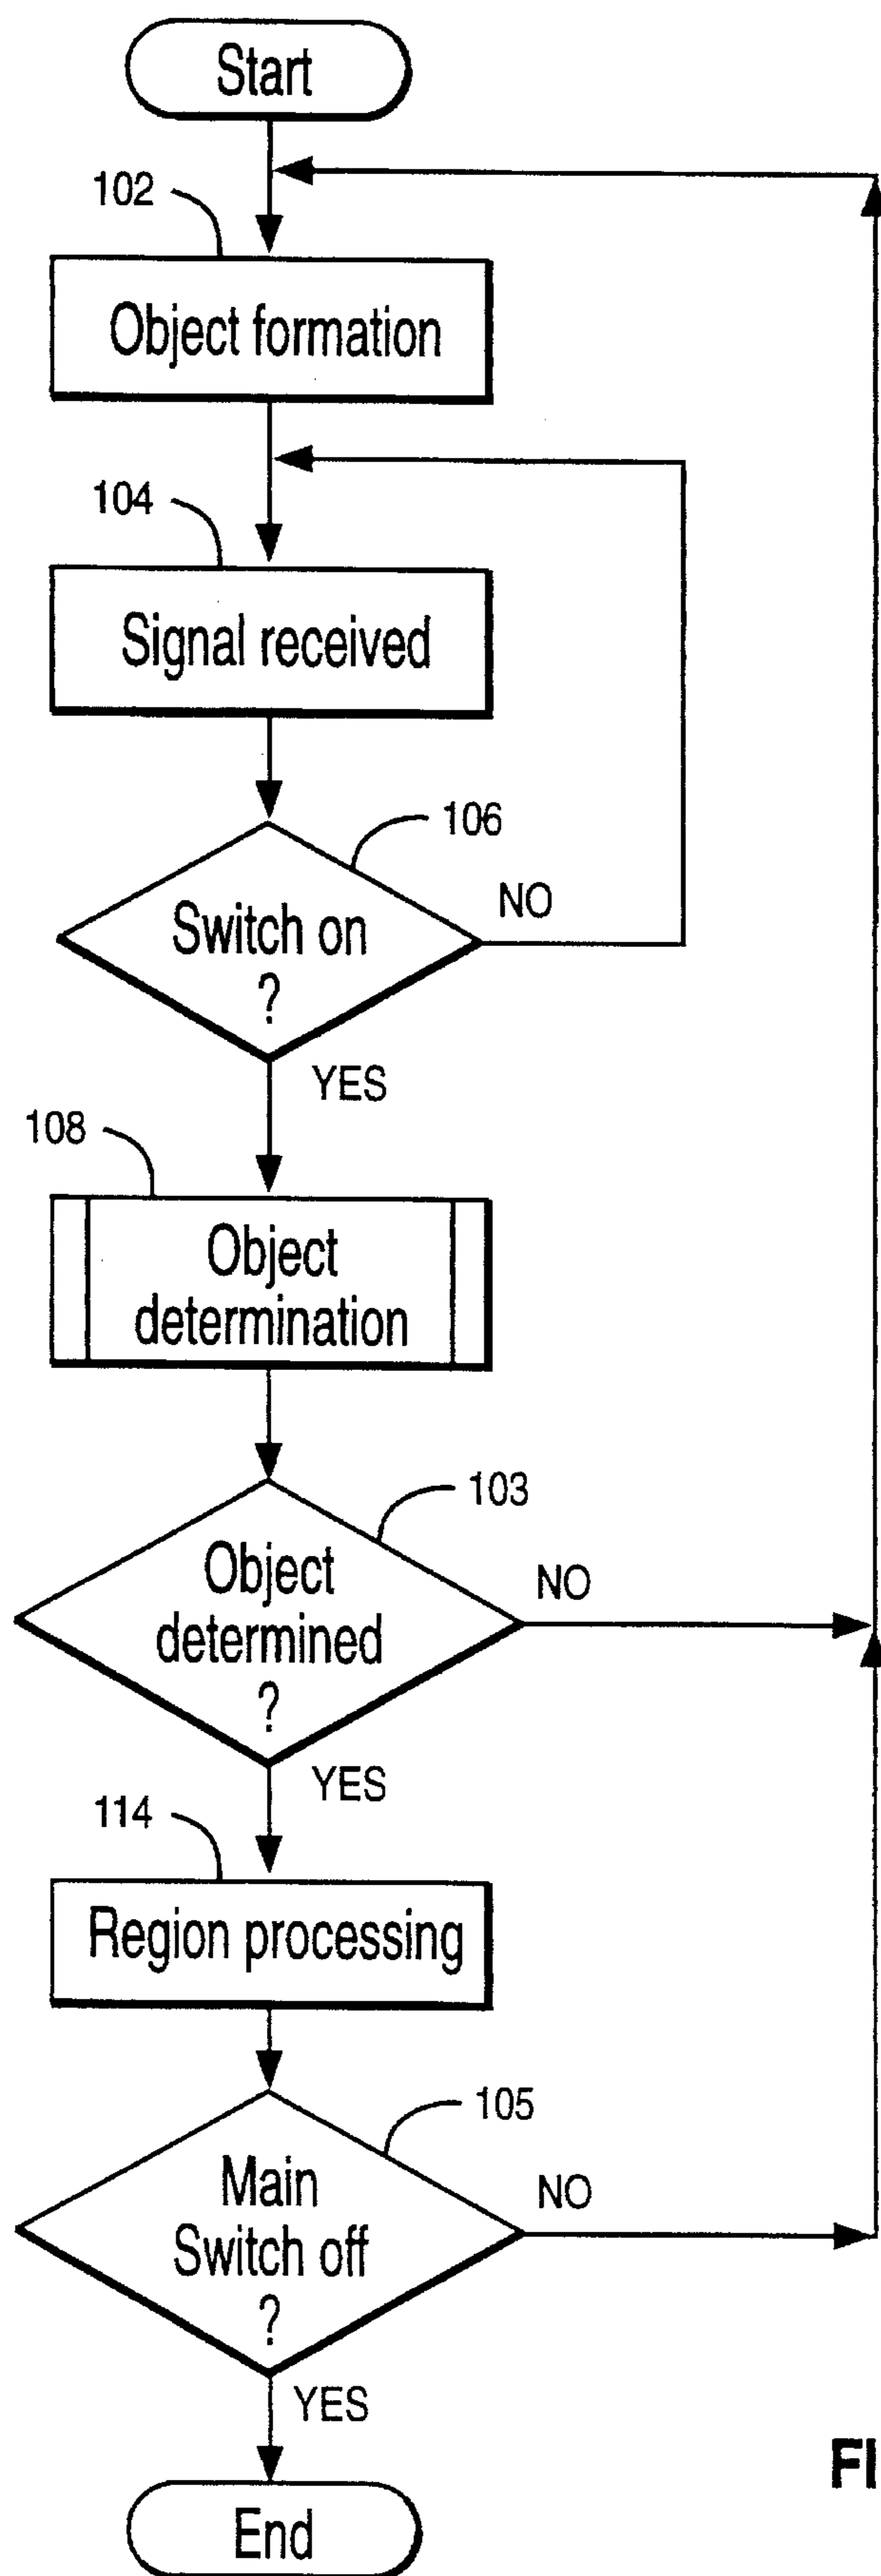 Start
102
Object formation
104
Signal received
106
Switch on
?
NO
YES
108
Object
determination
103
Object
determined
?
NO
YES
114
Region processing
105
Main
Switch off
?
NO
YES
End
FI